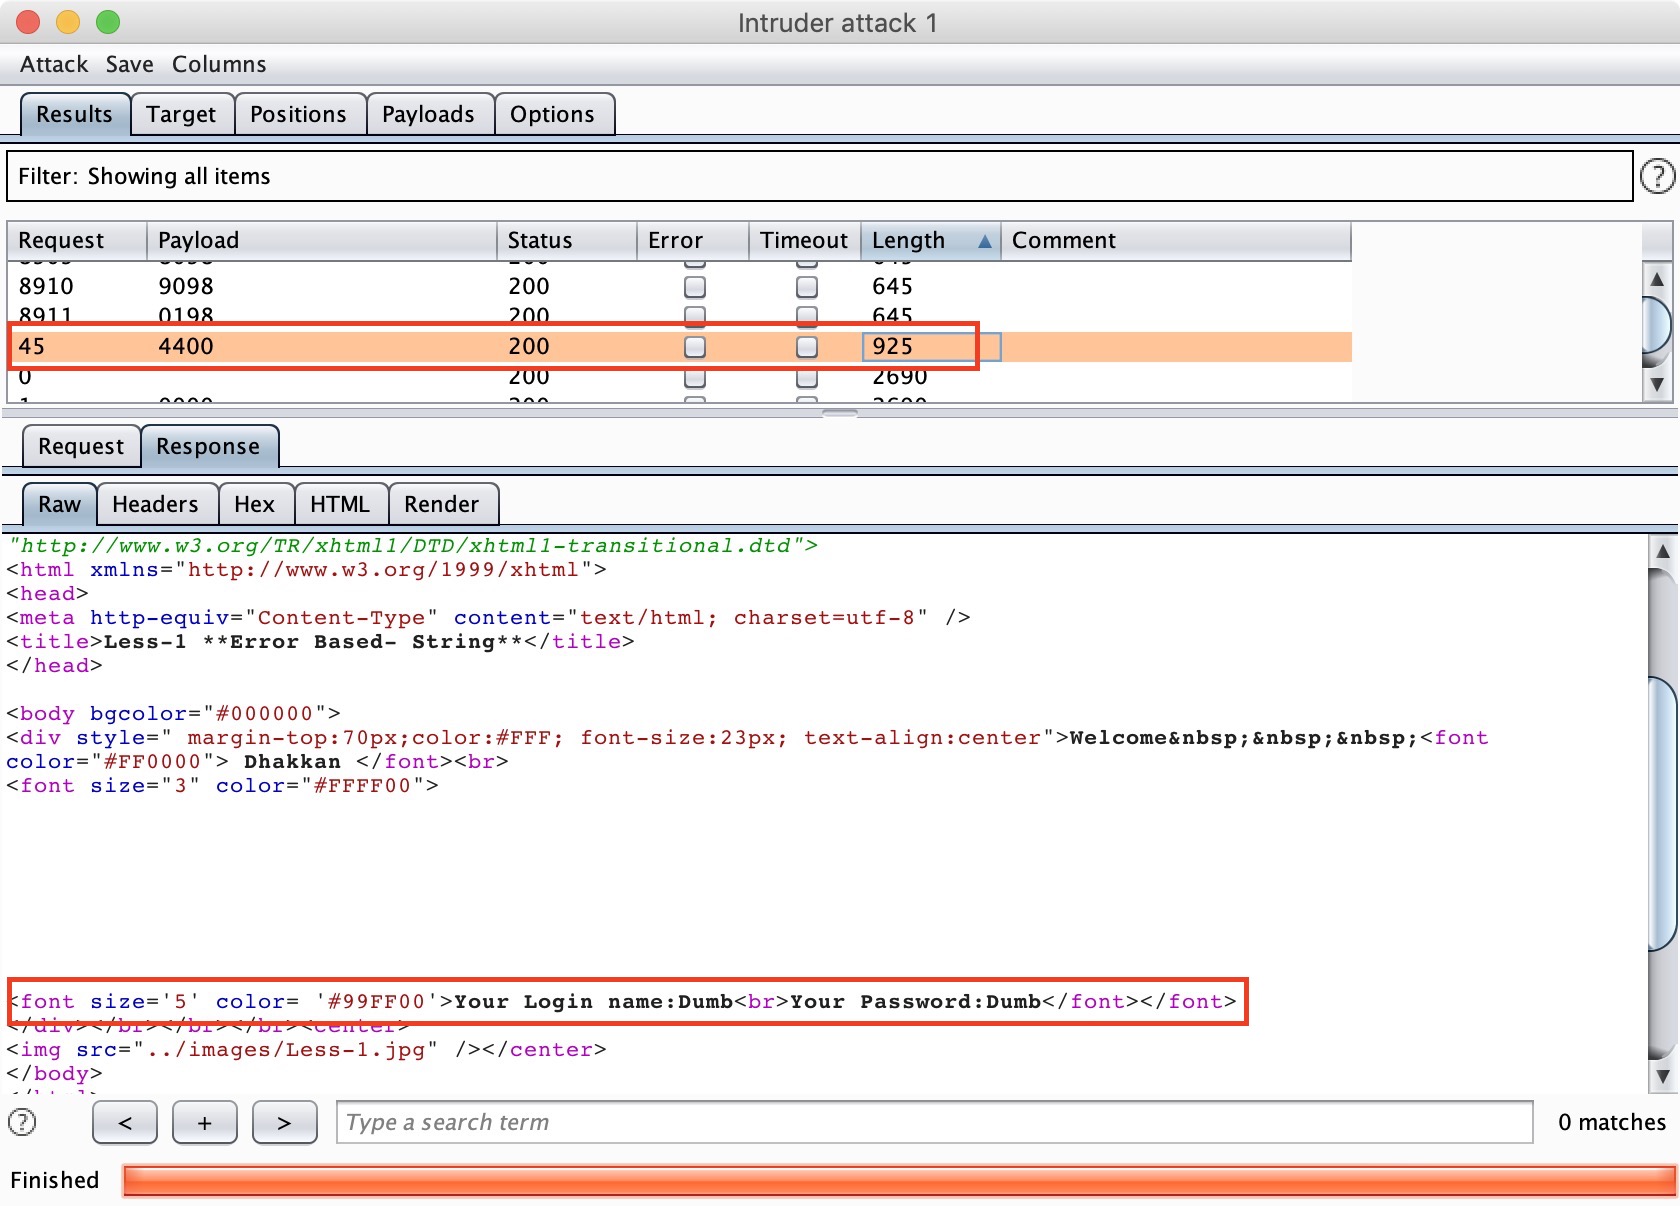 Intruder attack 1
Attack Save Columns
Results Target Positions Payloads Options
Filter: Showing all items ?
Request Payload Status Error Timeout Length Comment
8910 9098 200 645
8911 0198 200 645
45 4400 200 925
0 200 2690
Request Response
Raw Headers Hex HTML Render
"http://www.w3.org/TR/xhtml1/DTD/xhtml1-transitional.dtd">
<html xmlns="http://www.w3.org/1999/xhtml">
<head>
<meta http-equiv="Content-Type" content="text/html; charset=utf-8" />
<title>Less-1 **Error Based- String**</title>
</head>
<body bgcolor="#000000">
<div style=" margin-top:70px;color:#FFF; font-size:23px; text-align:center">Welcome&nbsp;&nbsp;&nbsp;<font
color="#FF0000"> Dhakkan </font><br>
<font size="3" color="#FFFF00">
<font size='5' color= '#99FF00'>Your Login name:Dumb<br>Your Password:Dumb</font></font>
</div></br></br></br><center>
<img src="../images/Less-1.jpg" /></center>
</body>
? < + > Type a search term 0 matches
Finished